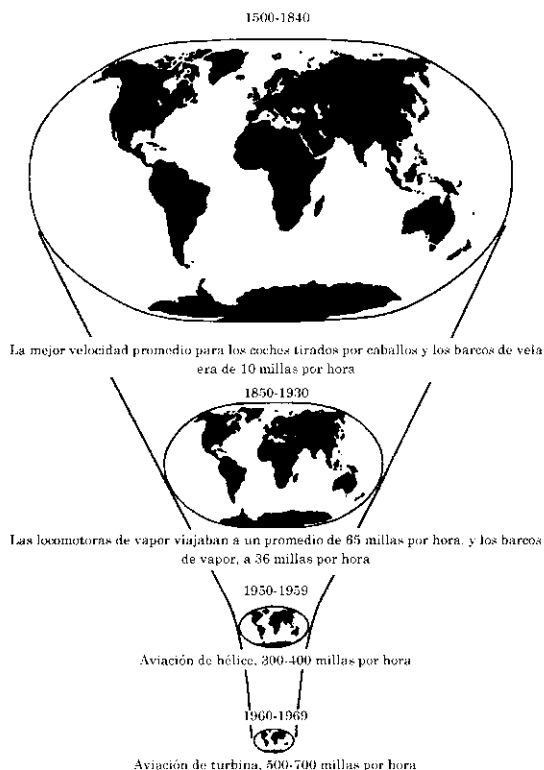 1500-1840
La mejor velocidad promedio para los coches tirados por caballos y los barcos de vela
era de 10 millas por hora
1850-1930
Las locomotoras de vapor viajaban a un promedio de 65 millas por hora, y los barcos
de vapor, a 36 millas por hora
1950-1959
Aviación de hélice, 300-400 millas por hora
1960-1969
Aviación de turbina, 500-700 millas por hora